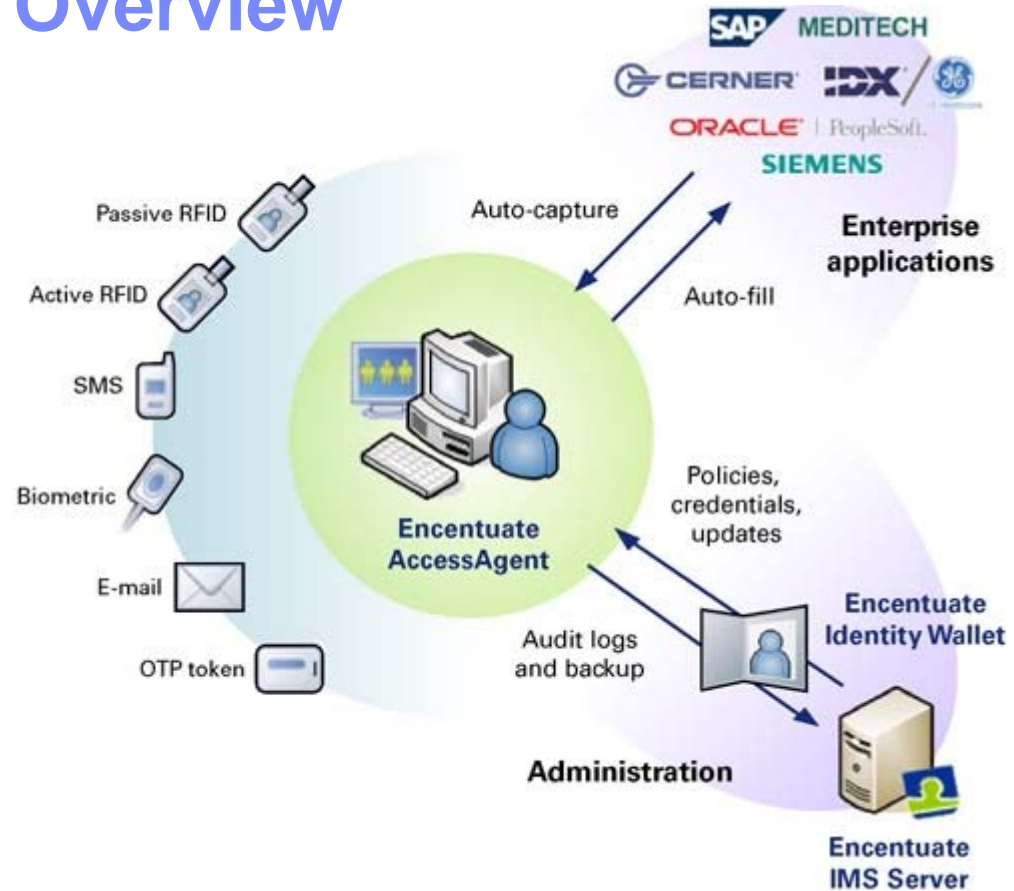 Overview
SAP MEDITECH
CERNER IDX
ORACLE | PeopleSoft.
SIEMENS
Enterprise
applications
Auto-capture
Auto-fill
Passive RFID
Active RFID
SMS
Biometric
E-mail
OTP token
Encentuate
AccessAgent
Policies,
credentials,
updates
Audit logs
and backup
Encentuate
Identity Wallet
Administration
Encentuate
IMS Server